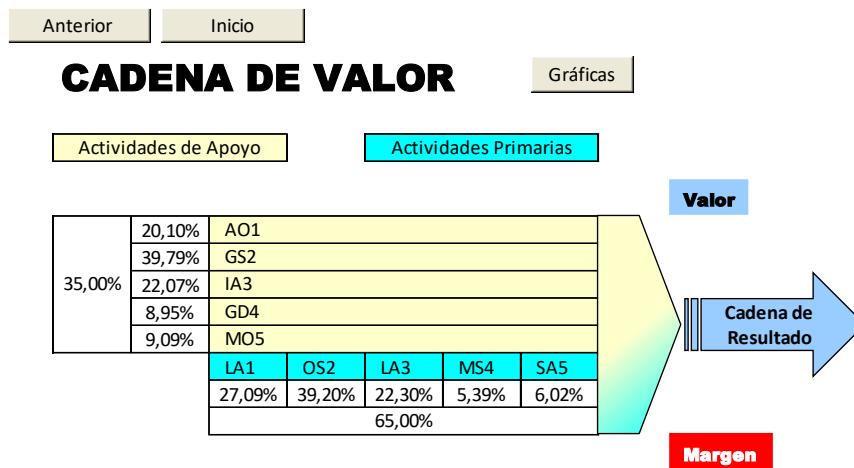 Anterior Inicio
CADENA DE VALOR Gráficas
Actividades de Apoyo Actividades Primarias
Valor
20,10% AO1
39,79% GS2
35,00% 22,07% IA3
8,95% GD4
9,09% MO5
Cadena de
Resultado
LA1 OS2 LA3 MS4 SA5
27,09% 39,20% 22,30% 5,39% 6,02%
65,00%
Margen